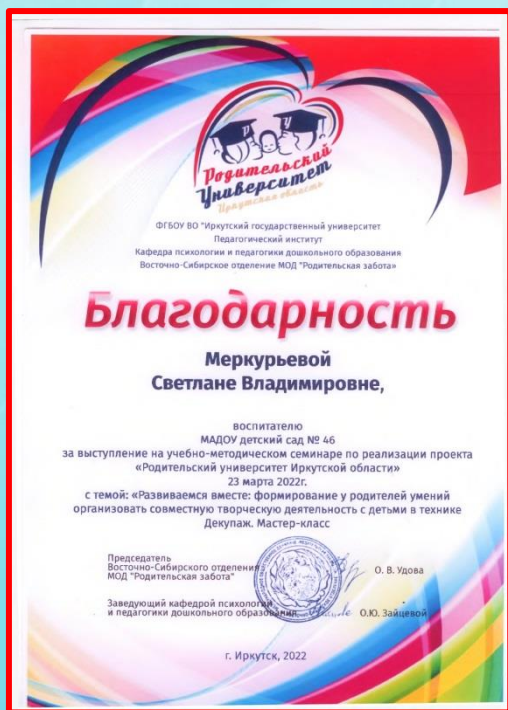 Родительский
Университет
Иркутская область
ФГБОУ ВО "Иркутский государственный университет
Педагогический институт
Кафедра психологии и педагогики дошкольного образования
Восточно-Сибирское отделение МОД "Родительская забота»
Благодарность
Меркурьевой
Светлане Владимировне,
воспитателю
МАДОУ детский сад № 46
за выступление на учебно-методическом семинаре по реализации проекта
«Родительский университет Иркутской области»
23 марта 2022г.
с темой: «Развиваемся вместе: формирование у родителей умений
организовать совместную творческую деятельность с детьми в технике
Декупаж. Мастер-класс
Председатель
Восточно-Сибирского отделения
МОД "Родительская забота"
О. В. Удова
Заведующий кафедрой психологии
и педагогики дошкольного образования
О.Ю. Зайцевой
г. Иркутск, 2022